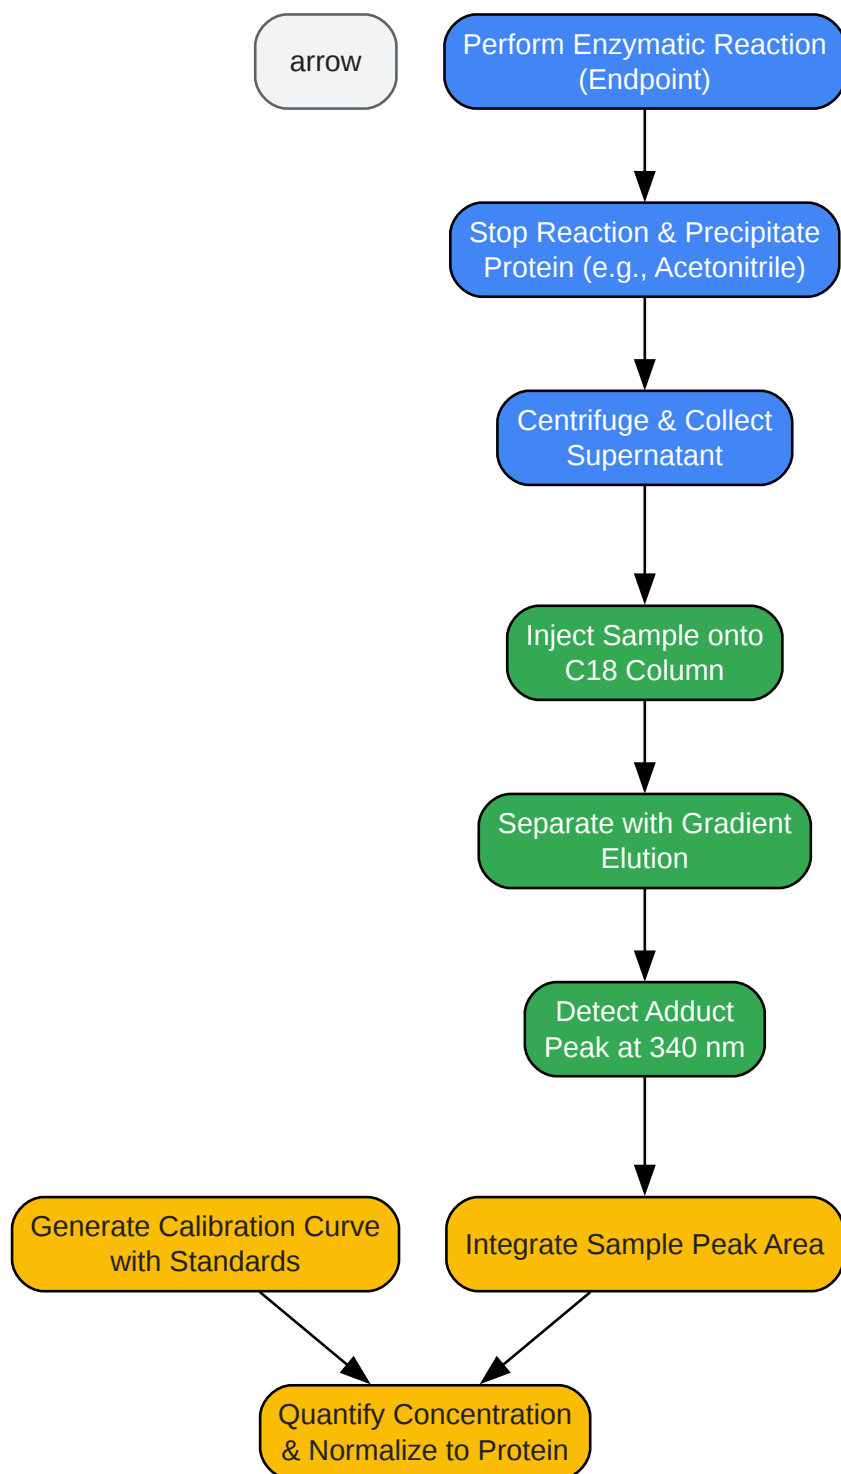 arrow
Perform Enzymatic Reaction
(Endpoint)
Stop Reaction & Precipitate
Protein (e.g., Acetonitrile)
Centrifuge & Collect
Supernatant
Inject Sample onto
C18 Column
Separate with Gradient
Elution
Detect Adduct
Peak at 340 nm
Generate Calibration Curve
with Standards
Integrate Sample Peak Area
Quantify Concentration
& Normalize to Protein